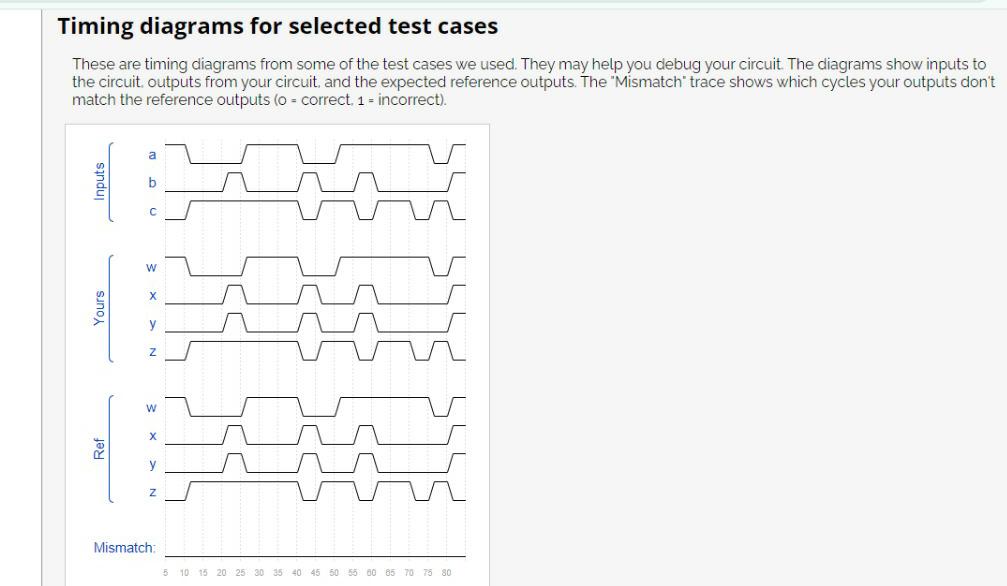 Timing diagrams for selected test cases
These are timing diagrams from some of the test cases we used. They may help you debug your circuit. The diagrams show inputs to
the circuit, outputs from your circuit, and the expected reference outputs. The "Mismatch" trace shows which cycles your outputs don't
match the reference outputs (0 = correct, 1 = incorrect).
Inputs
a
b
c
Yours
w
x
y
z
Ref
w
x
y
z
Mismatch:
5 10 15 20 25 30 35 40 45 50 55 60 65 70 75 80